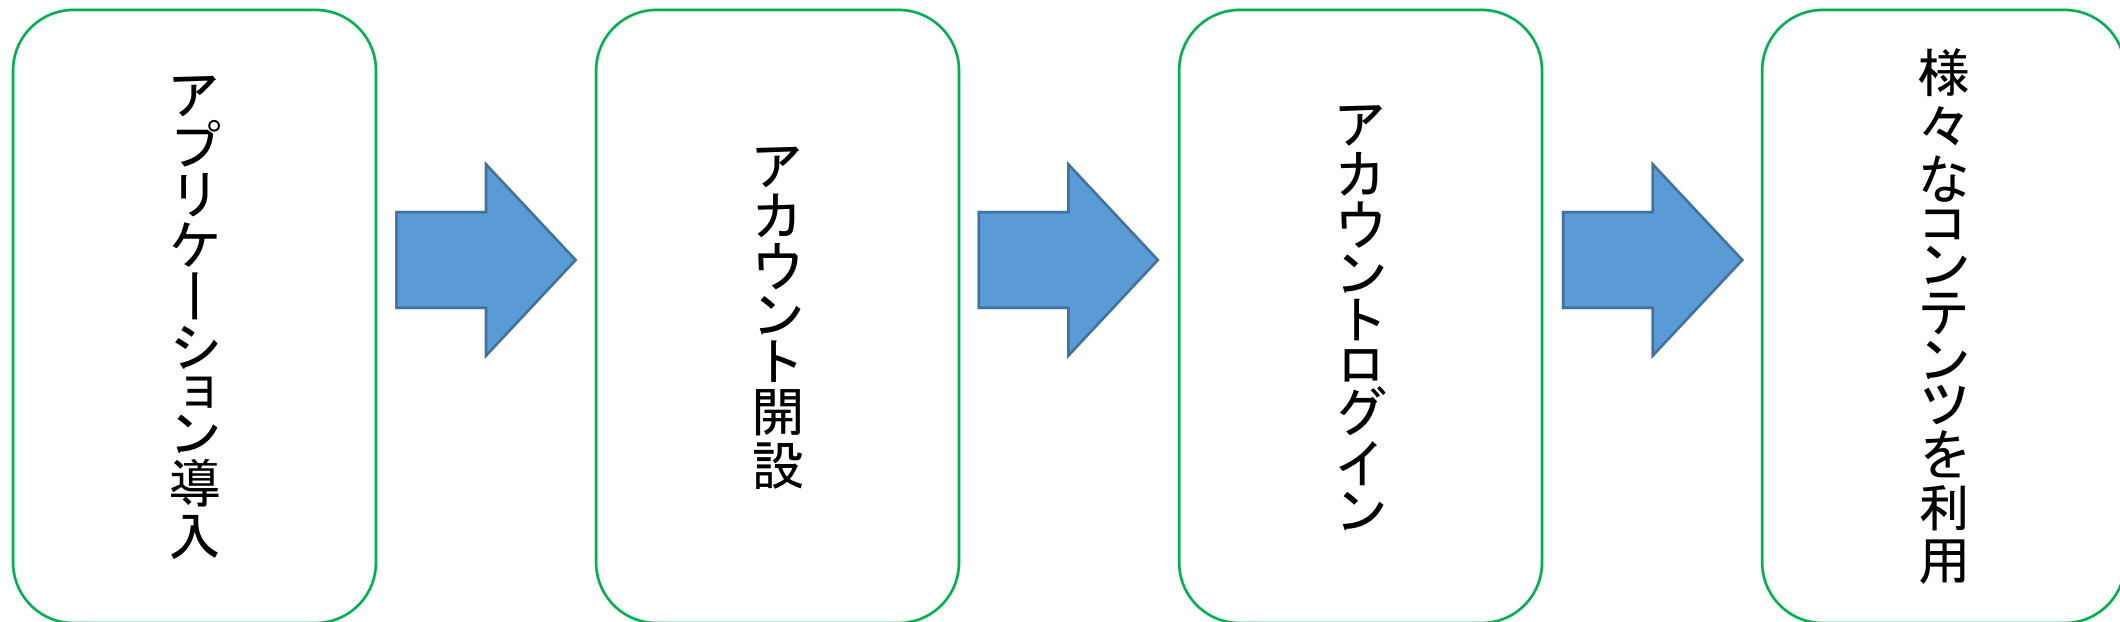 アプリケーション導入
アカウント開設
アカウントログイン
様々なコンテンツを利用